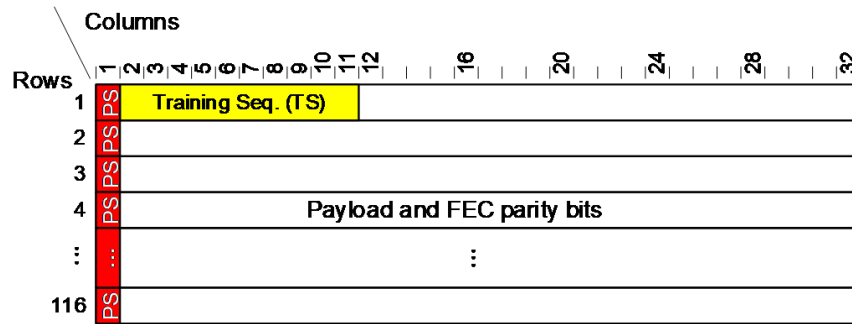 Columns
1 2 3 4 5 6 7 8 9 10 11 12 16 20 24 28 32
Rows
1 PS Training Seq. (TS)
2 PS
3 PS
4 PS Payload and FEC parity bits
... ... ...
116 PS